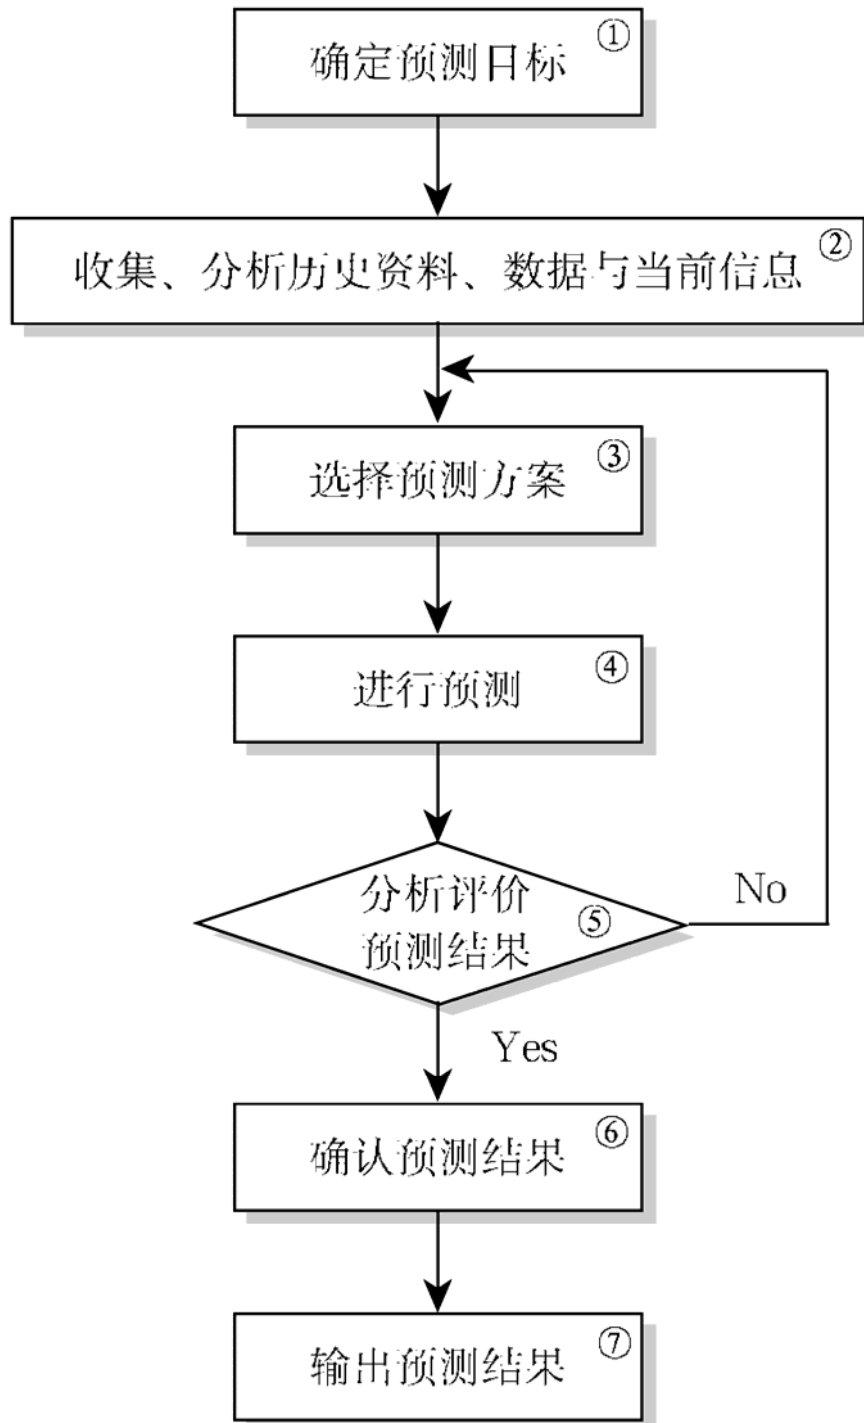 确定预测目标 ①
收集、分析历史资料、数据与当前信息 ②
选择预测方案 ③
进行预测 ④
分析评价
预测结果 ⑤
No
Yes
确认预测结果 ⑥
输出预测结果 ⑦